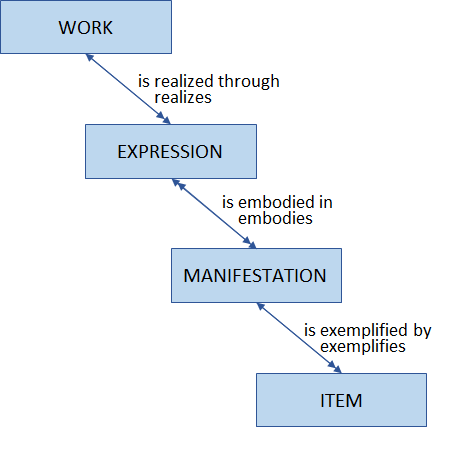 WORK
is realized through
realizes
EXPRESSION
is embodied in
embodies
MANIFESTATION
is exemplified by
exemplifies
ITEM